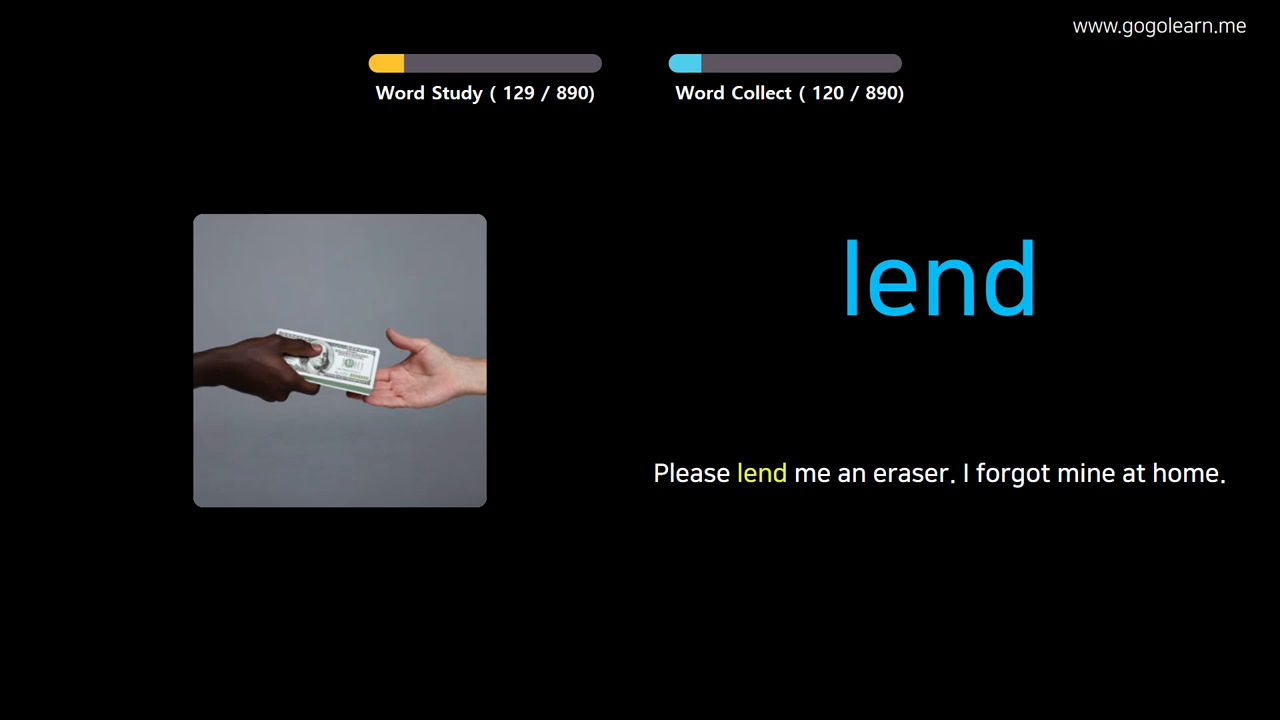 www.gogolearn.me
Word Study ( 129 / 890)
Word Collect ( 120 / 890)
lend
Please lend me an eraser. I forgot mine at home.